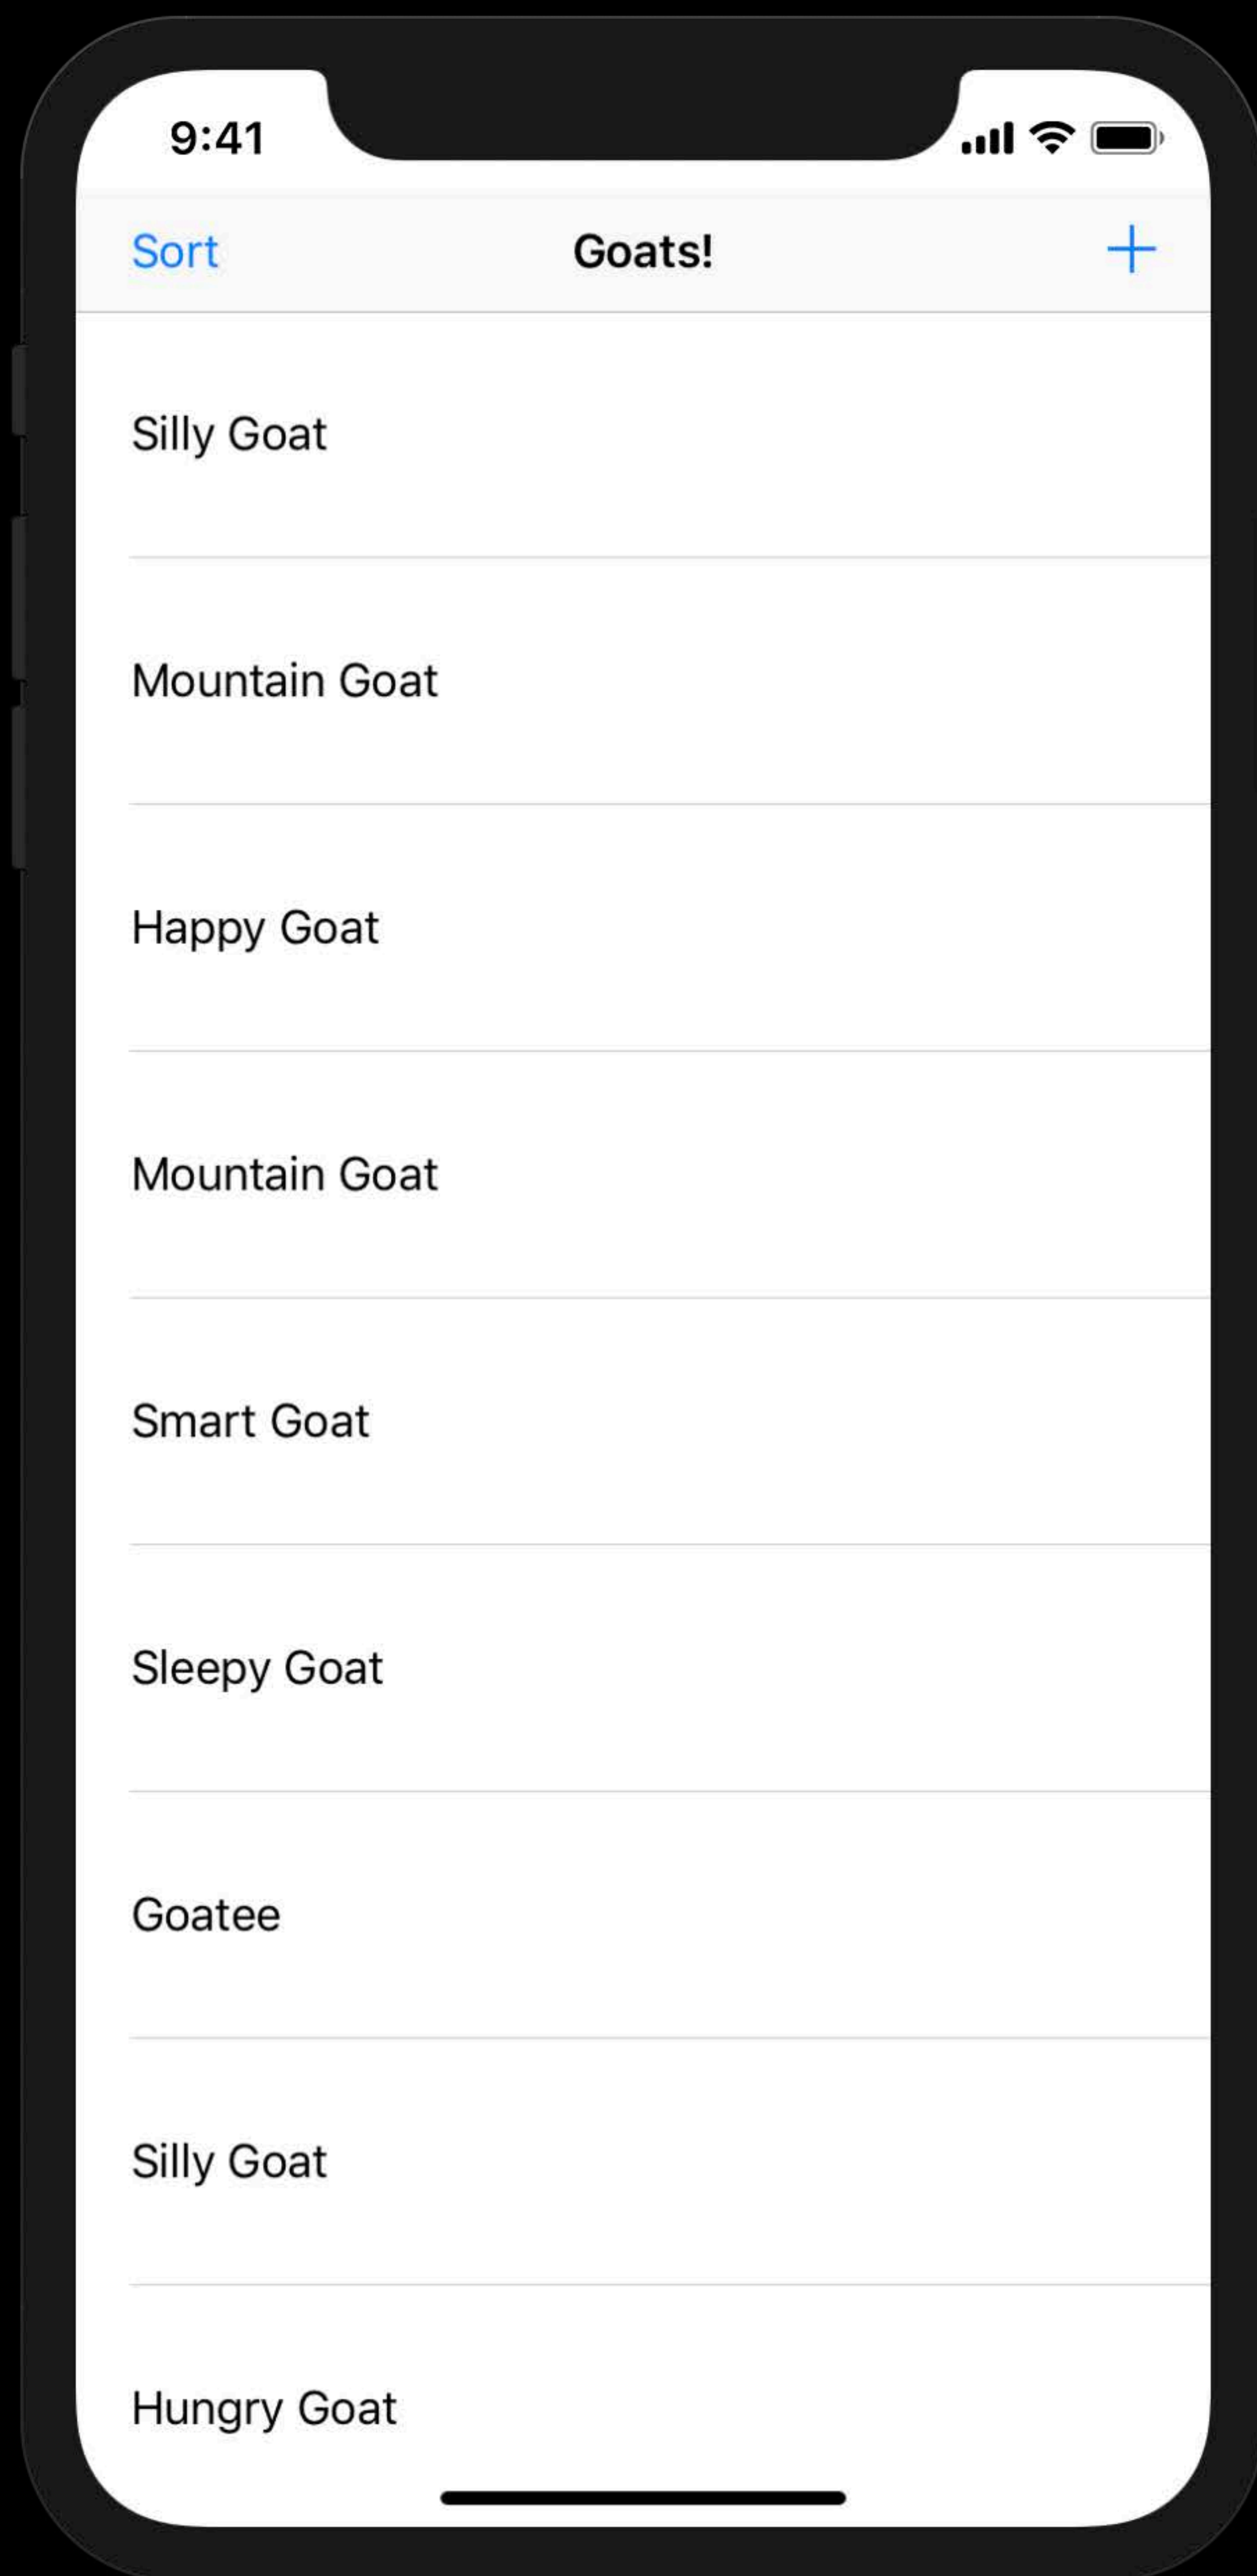 9:41
Sort Goats! +
Silly Goat
Mountain Goat
Happy Goat
Mountain Goat
Smart Goat
Sleepy Goat
Goatee
Silly Goat
Hungry Goat